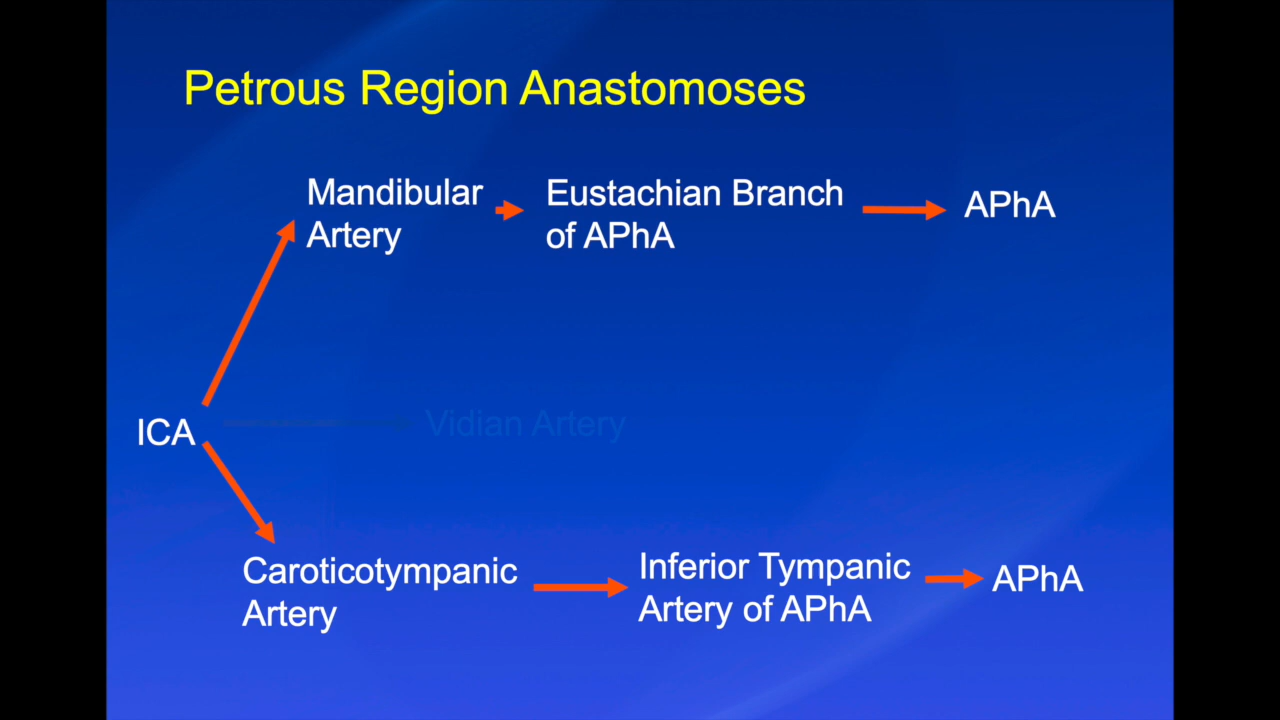 Petrous Region Anastomoses
Mandibular
Artery
Eustachian Branch
of APhA
APhA
ICA
Vidian Artery
Caroticotympanic
Artery
Inferior Tympanic
Artery of APhA
APhA